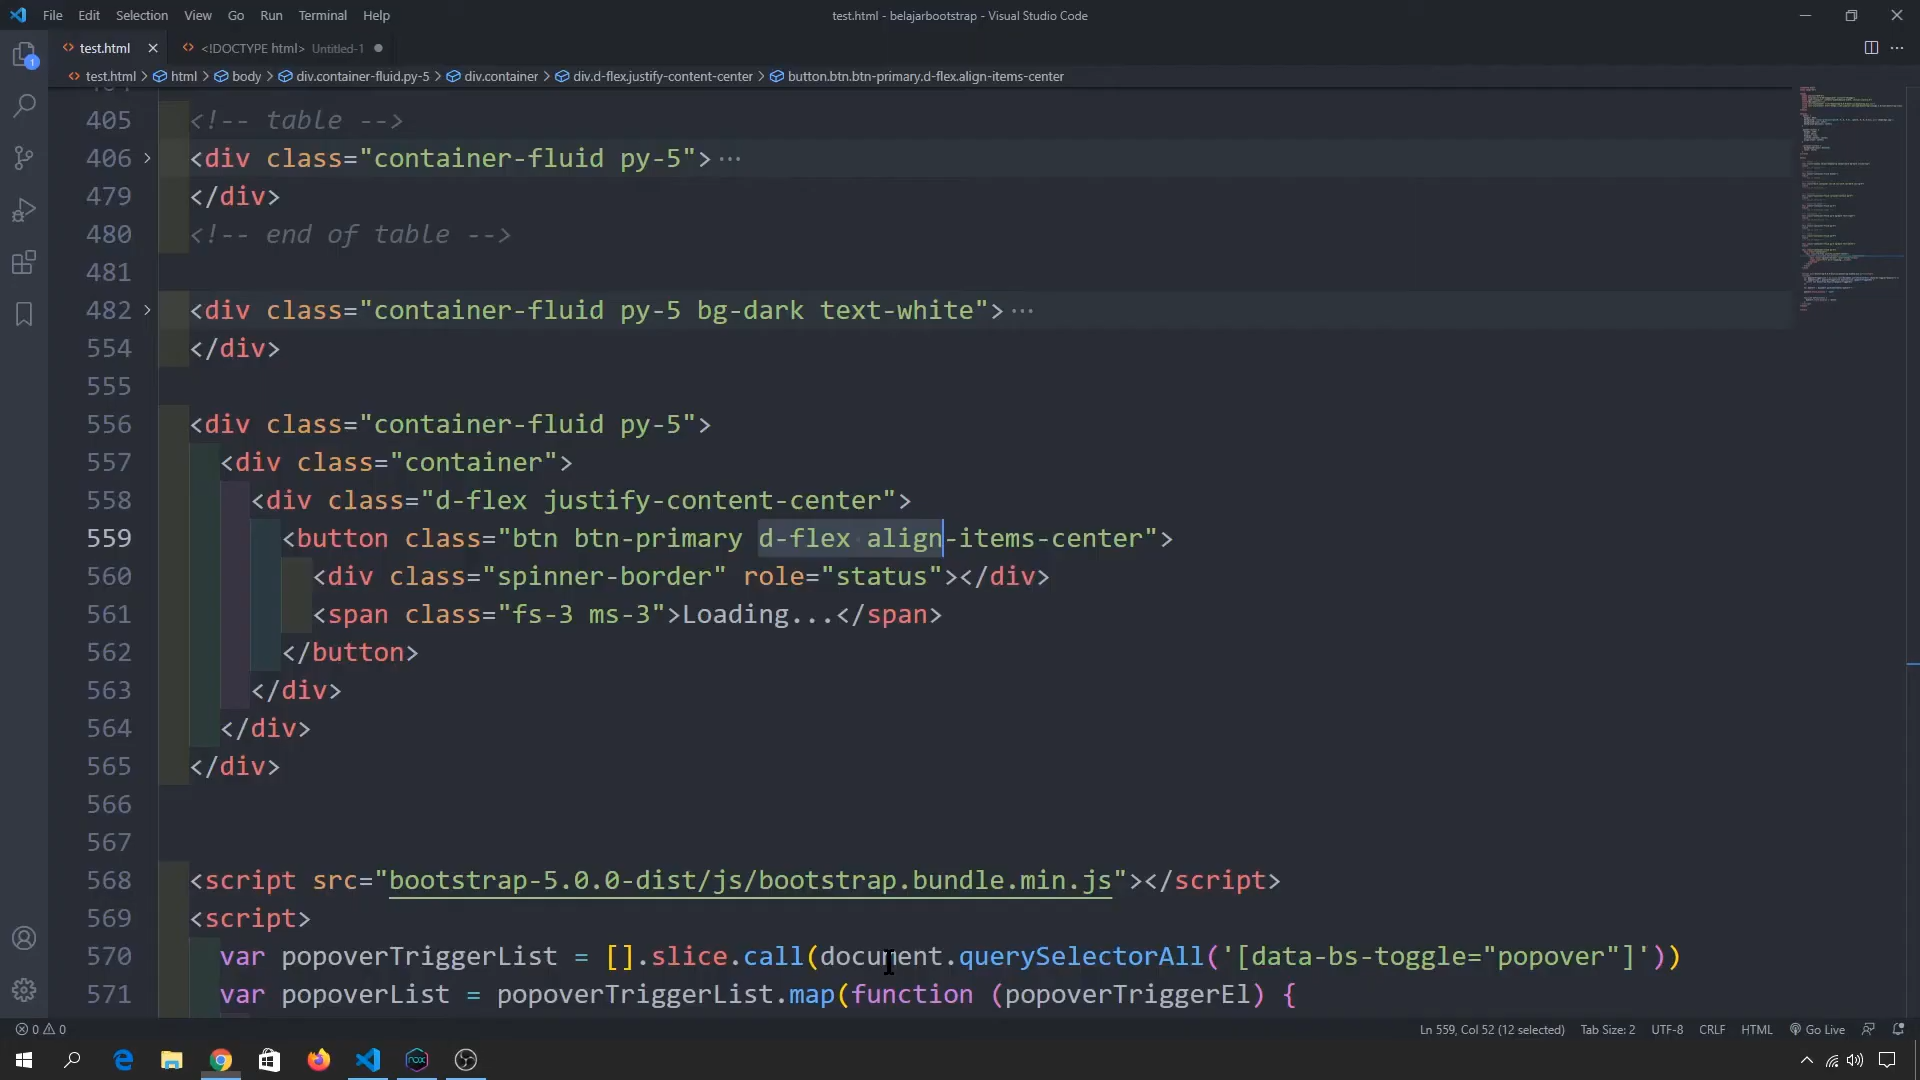 File Edit Selection View Go Run Terminal Help
test.html - belajarbootstrap - Visual Studio Code
test.html <!DOCTYPE html> Untitled-1
test.html > html > body > div.container-fluid.py-5 > div.container > div.d-flex.justify-content-center > button.btn.btn-primary.d-flex.align-items-center
1
405 <!-- table -->
406 <div class="container-fluid py-5">···
479 </div>
480 <!-- end of table -->
481
482 <div class="container-fluid py-5 bg-dark text-white">···
554 </div>
555
556 <div class="container-fluid py-5">
557 <div class="container">
558 <div class="d-flex justify-content-center">
559 <button class="btn btn-primary d-flex align-items-center">
560 <div class="spinner-border" role="status"></div>
561 <span class="fs-3 ms-3">Loading...</span>
562 </button>
563 </div>
564 </div>
565 </div>
566
567
568 <script src="bootstrap-5.0.0-dist/js/bootstrap.bundle.min.js"></script>
569 <script>
570 var popoverTriggerList = [].slice.call(document.querySelectorAll('[data-bs-toggle="popover"]'))
571 var popoverList = popoverTriggerList.map(function (popoverTriggerEl) {
0 0 Ln 559, Col 52 (12 selected) Tab Size: 2 UTF-8 CRLF HTML Go Live
nox